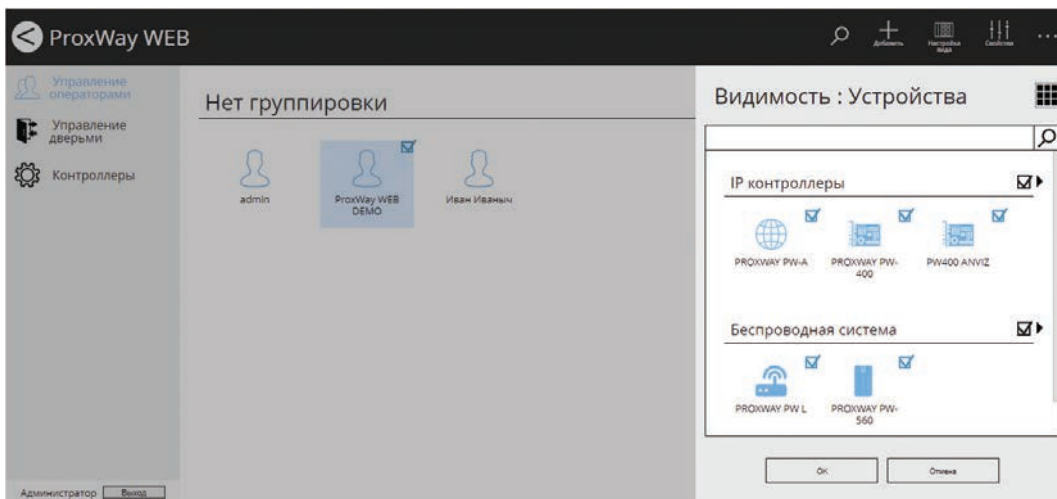 ProxWay WEB
Добавить
Настройка
вида
Свойства
Управление
операторами
Управление
дверьми
Контроллеры
Нет группировки
admin
ProxWay WEB
DEMO
Иван Иваныч
Видимость : Устройства
IP контроллеры
PROXWAY PW-A
PROXWAY PW-
400
PW400 ANVIZ
Беспроводная система
PROXWAY PW L
PROXWAY PW-
560
OK
Отмена
Администратор
Выход